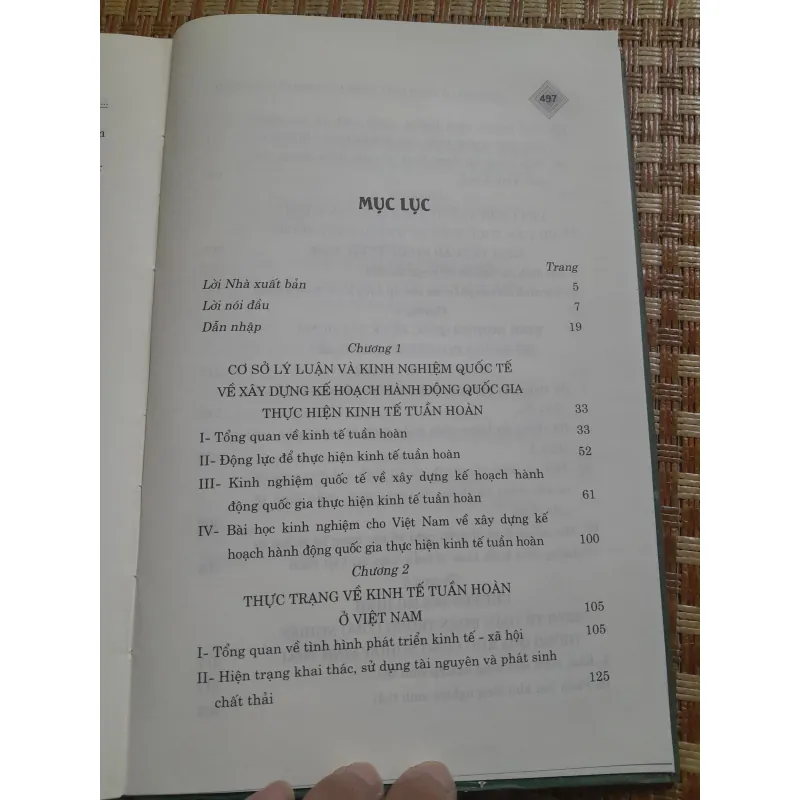 497
MỤC LỤC
Trang
Lời Nhà xuất bản 5
Lời nói đầu 7
Dẫn nhập 19
Chương 1
CƠ SỞ LÝ LUẬN VÀ KINH NGHIỆM QUỐC TẾ
VỀ XÂY DỰNG KẾ HOẠCH HÀNH ĐỘNG QUỐC GIA
THỰC HIỆN KINH TẾ TUẦN HOÀN 33
I- Tổng quan về kinh tế tuần hoàn 33
II- Động lực để thực hiện kinh tế tuần hoàn 52
III- Kinh nghiệm quốc tế về xây dựng kế hoạch hành
động quốc gia thực hiện kinh tế tuần hoàn 61
IV- Bài học kinh nghiệm cho Việt Nam về xây dựng kế
hoạch hành động quốc gia thực hiện kinh tế tuần hoàn 100
Chương 2
THỰC TRẠNG VỀ KINH TẾ TUẦN HOÀN
Ở VIỆT NAM 105
I- Tổng quan về tình hình phát triển kinh tế - xã hội 105
II- Hiện trạng khai thác, sử dụng tài nguyên và phát sinh
chất thải 125